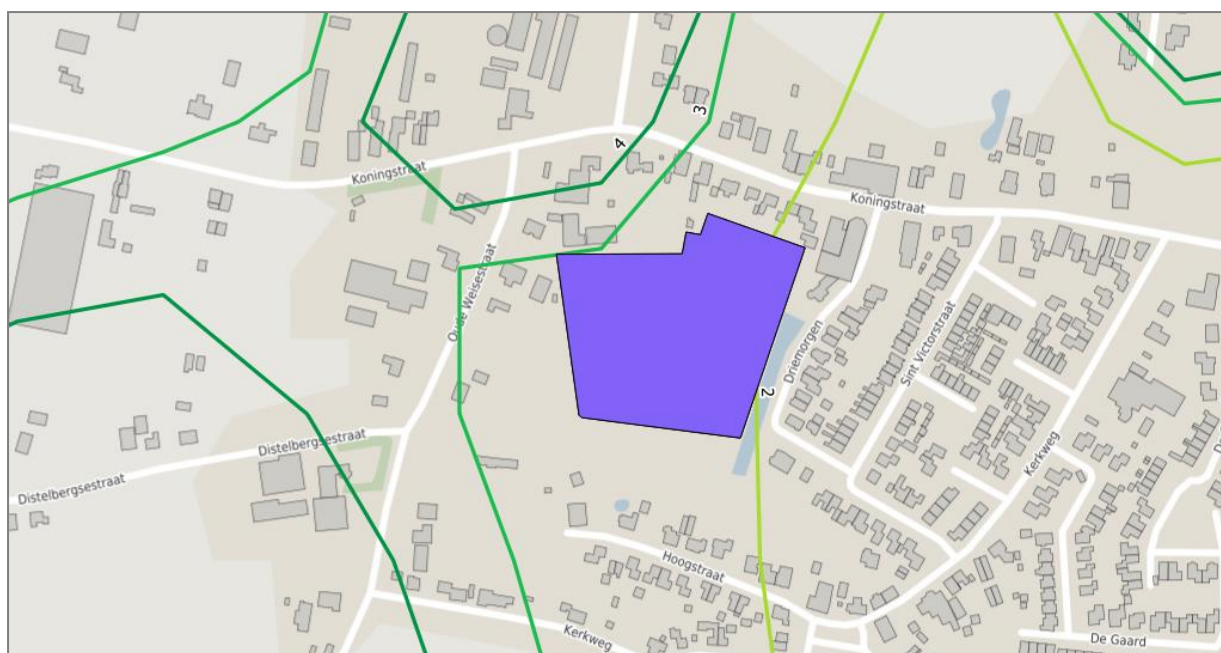 3
4
Koningstraat
Koningstraat
Oude Weisestraat
Driemorgen
Sint Victorstraat
2
Distelbergsestraat
Distelbergsestraat
Kerkweg
Hoogstraat
Kerkweg
De Gaard